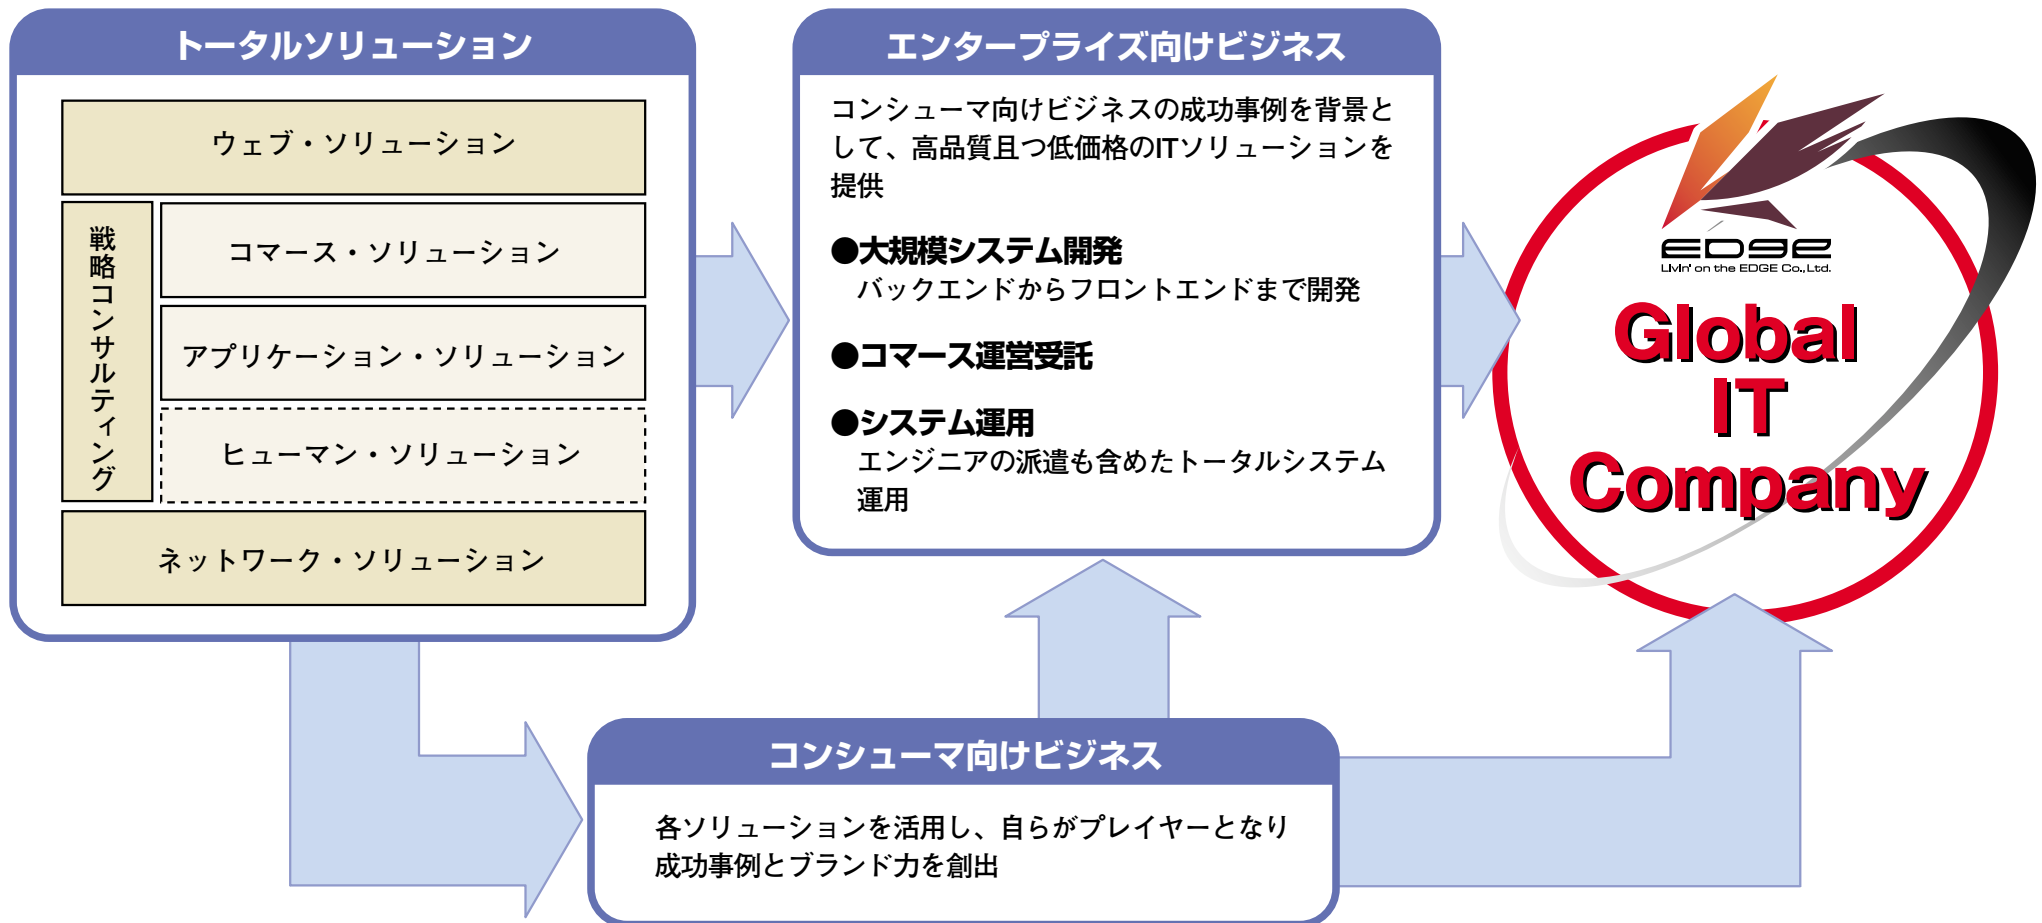 トータルソリューション
ウェブ・ソリューション
戦略コンサルティング
コマース・ソリューション
アプリケーション・ソリューション
ヒューマン・ソリューション
ネットワーク・ソリューション
エンタープライズ向けビジネス
コンシューマ向けビジネスの成功事例を背景と
して、高品質且つ低価格のITソリューションを
提供
●大規模システム開発
バックエンドからフロントエンドまで開発
●コマース運営受託
●システム運用
エンジニアの派遣も含めたトータルシステム
運用
EDGE
Livin' on the EDGE Co., Ltd.
Global
IT
Company
コンシューマ向けビジネス
各ソリューションを活用し、自らがプレイヤーとなり
成功事例とブランド力を創出